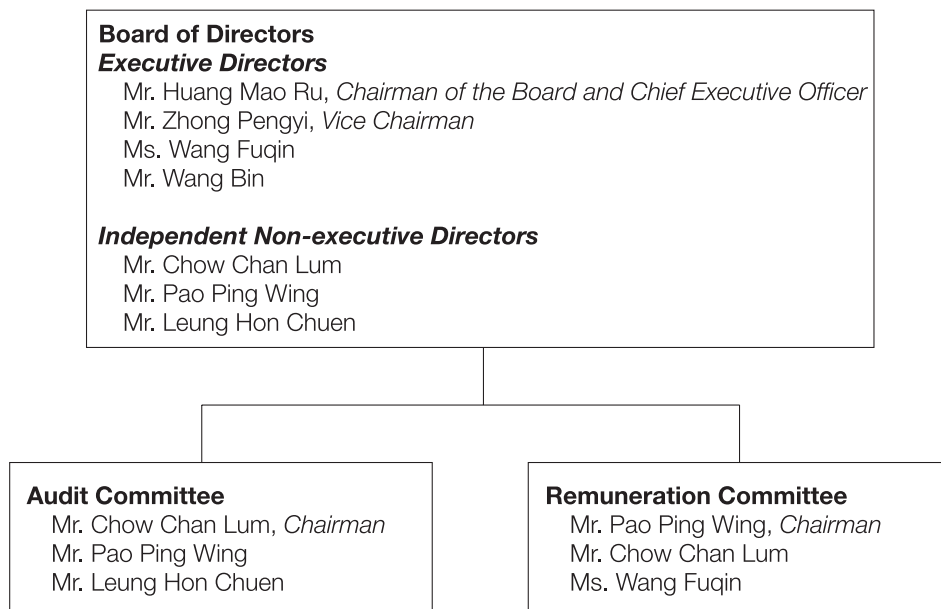 Board of Directors
Executive Directors
Mr. Huang Mao Ru, Chairman of the Board and Chief Executive Officer
Mr. Zhong Pengyi, Vice Chairman
Ms. Wang Fuqin
Mr. Wang Bin
Independent Non-executive Directors
Mr. Chow Chan Lum
Mr. Pao Ping Wing
Mr. Leung Hon Chuen
Audit Committee
Mr. Chow Chan Lum, Chairman
Mr. Pao Ping Wing
Mr. Leung Hon Chuen
Remuneration Committee
Mr. Pao Ping Wing, Chairman
Mr. Chow Chan Lum
Ms. Wang Fuqin